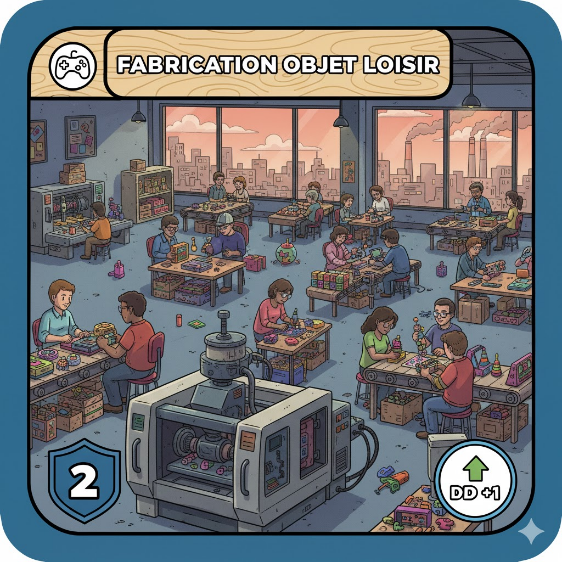 FABRICATION OBJET LOISIR
2
DD +1